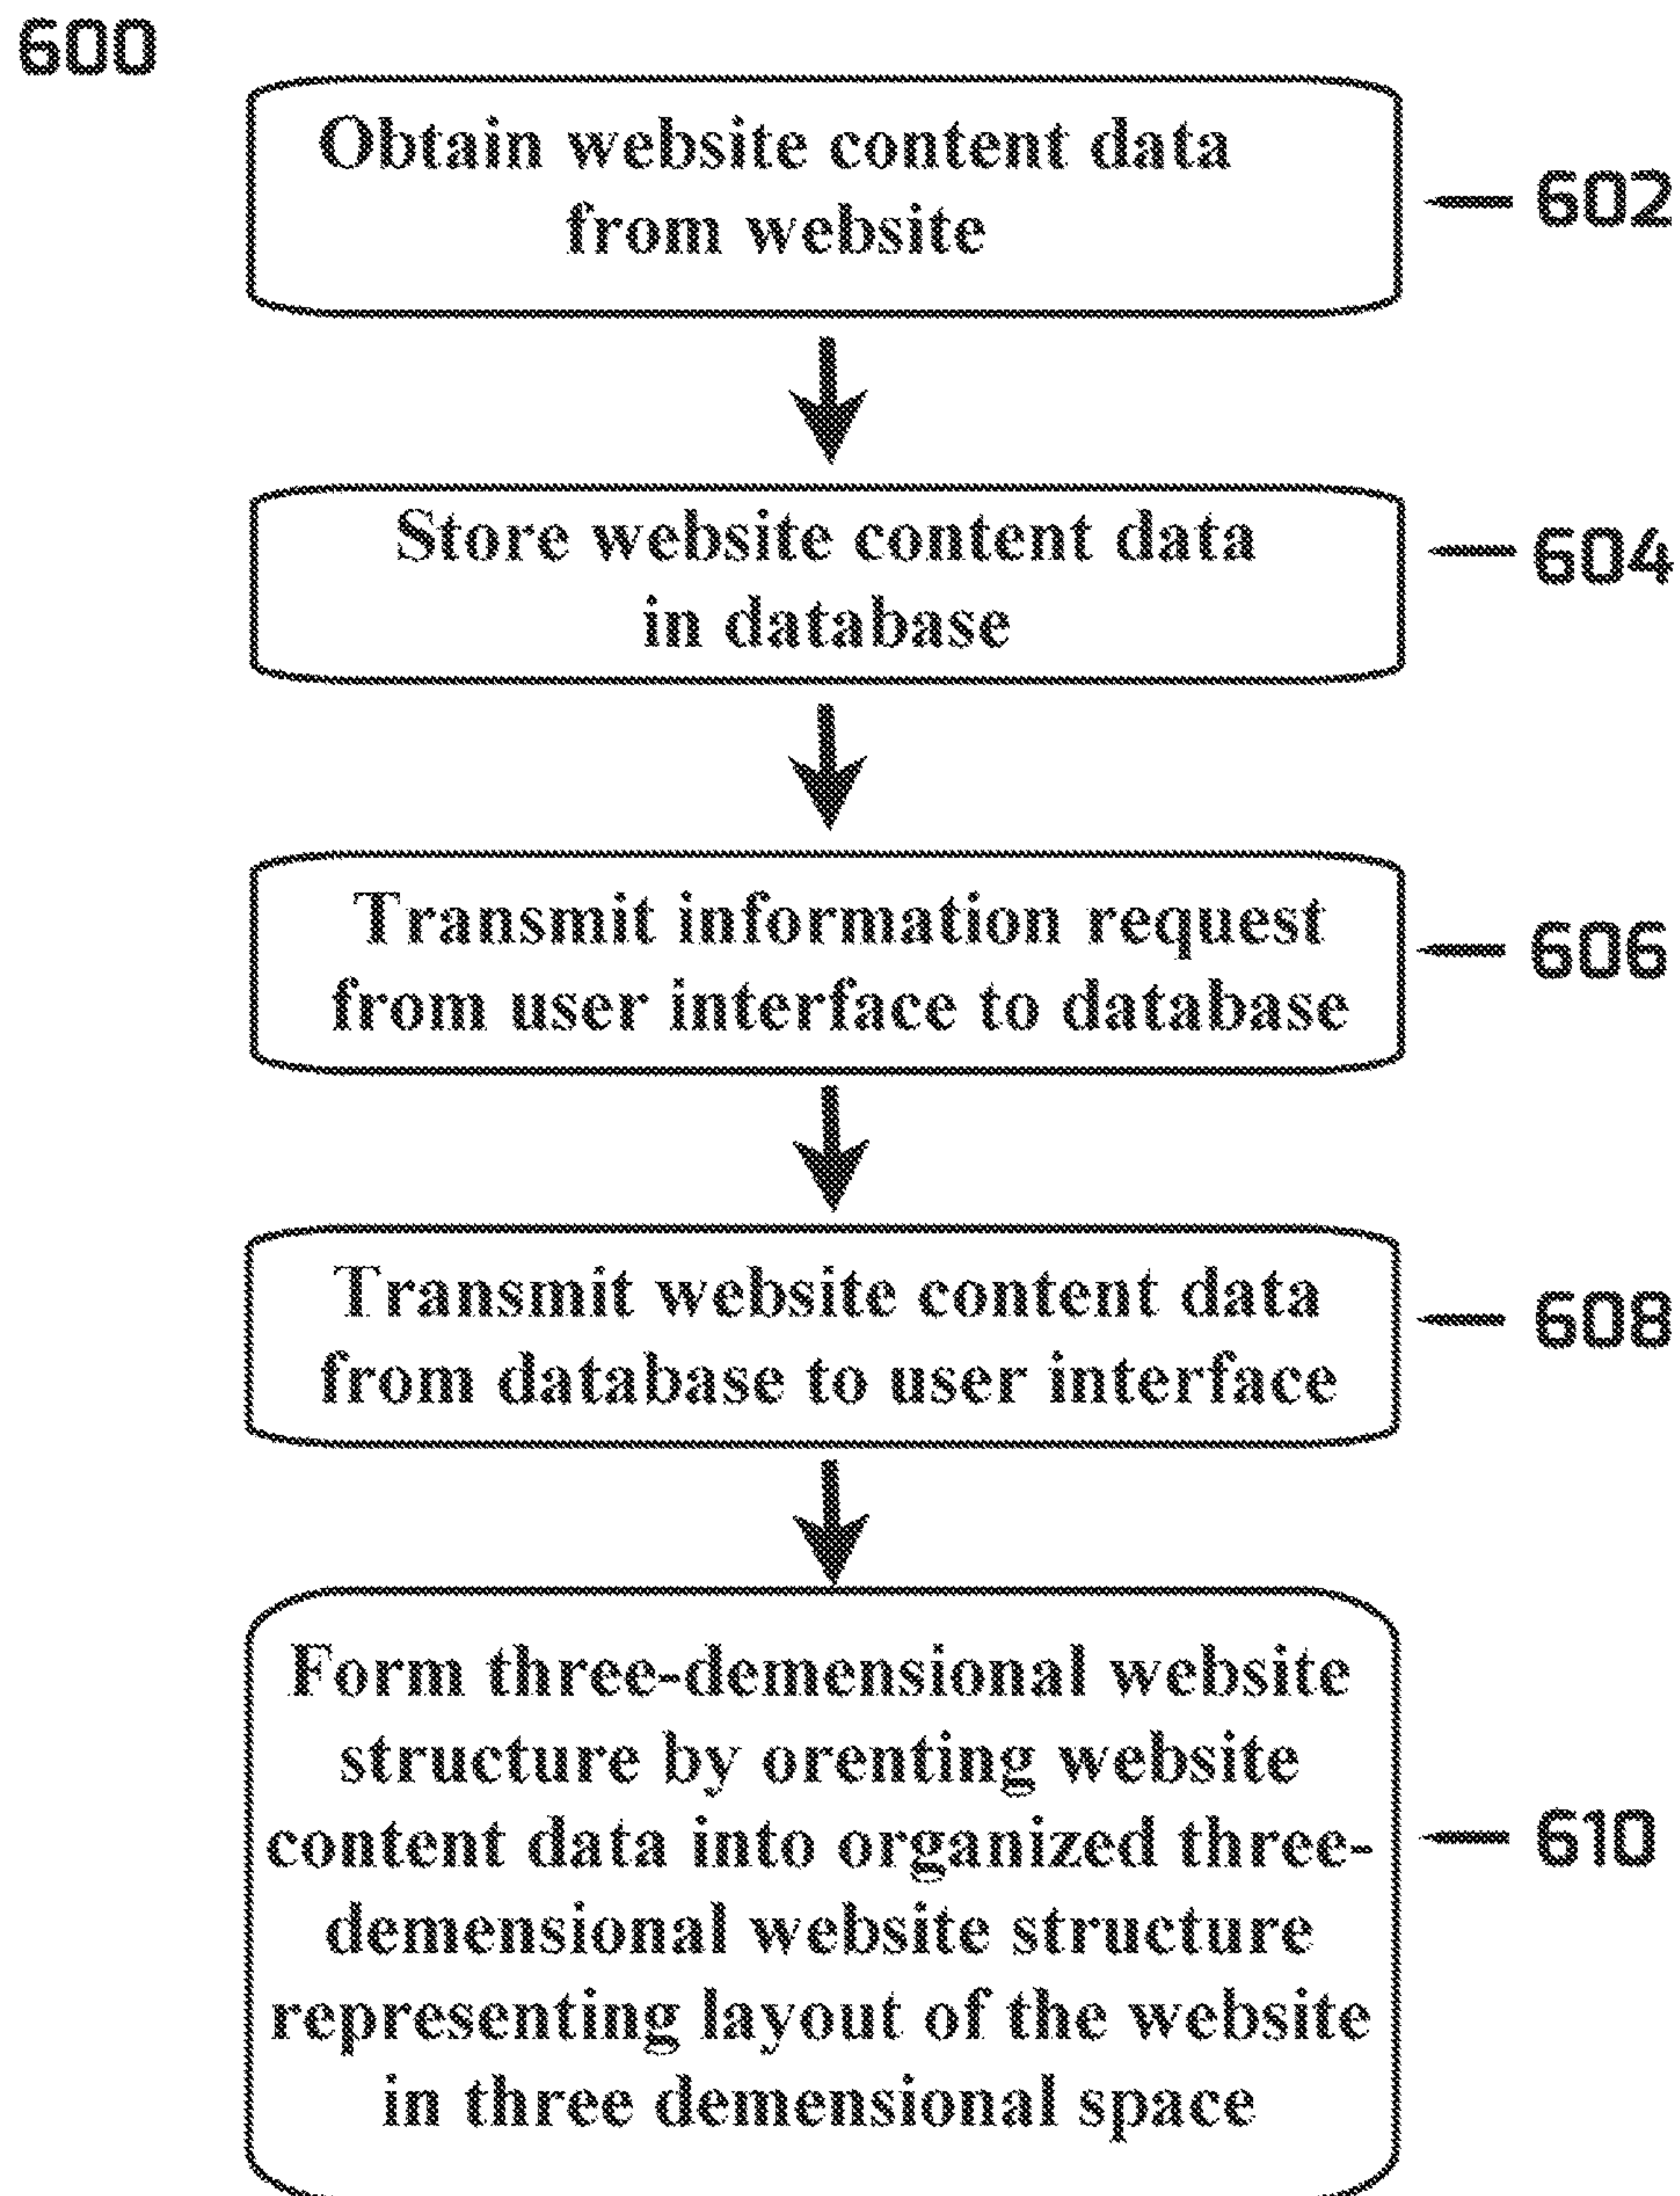 600
Obtain website content data
from website
602
Store website content data
in database
604
Transmit information request
from user interface to database
606
Transmit website content data
from database to user interface
608
Form three-demensional website
structure by orenting website
content data into organized three-
demensional website structure
representing layout of the website
in three demensional space
610